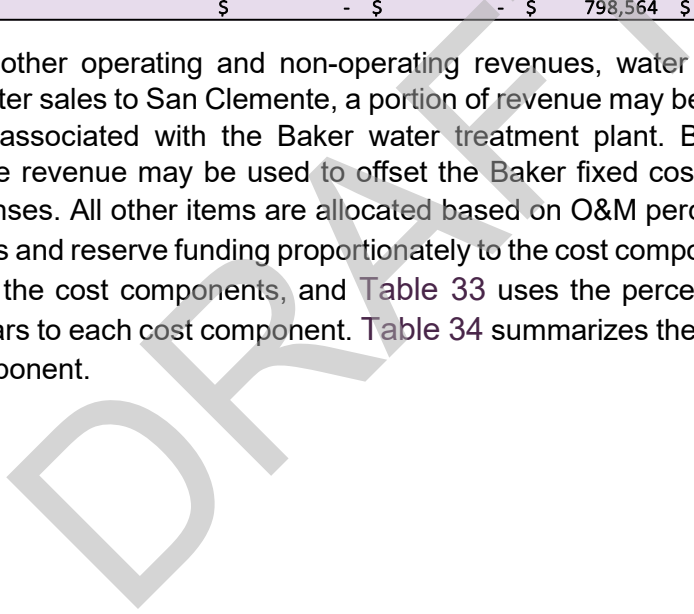 $ - $ - $ 798,564 $
other operating and non-operating revenues, water
ter sales to San Clemente, a portion of revenue may be
associated with the Baker water treatment plant. B
e revenue may be used to offset the Baker fixed cos
nses. All other items are allocated based on O&M perc
s and reserve funding proportionately to the cost compo
the cost components, and Table 33 uses the perce
ars to each cost component. Table 34 summarizes the
ponent.
DRAFT